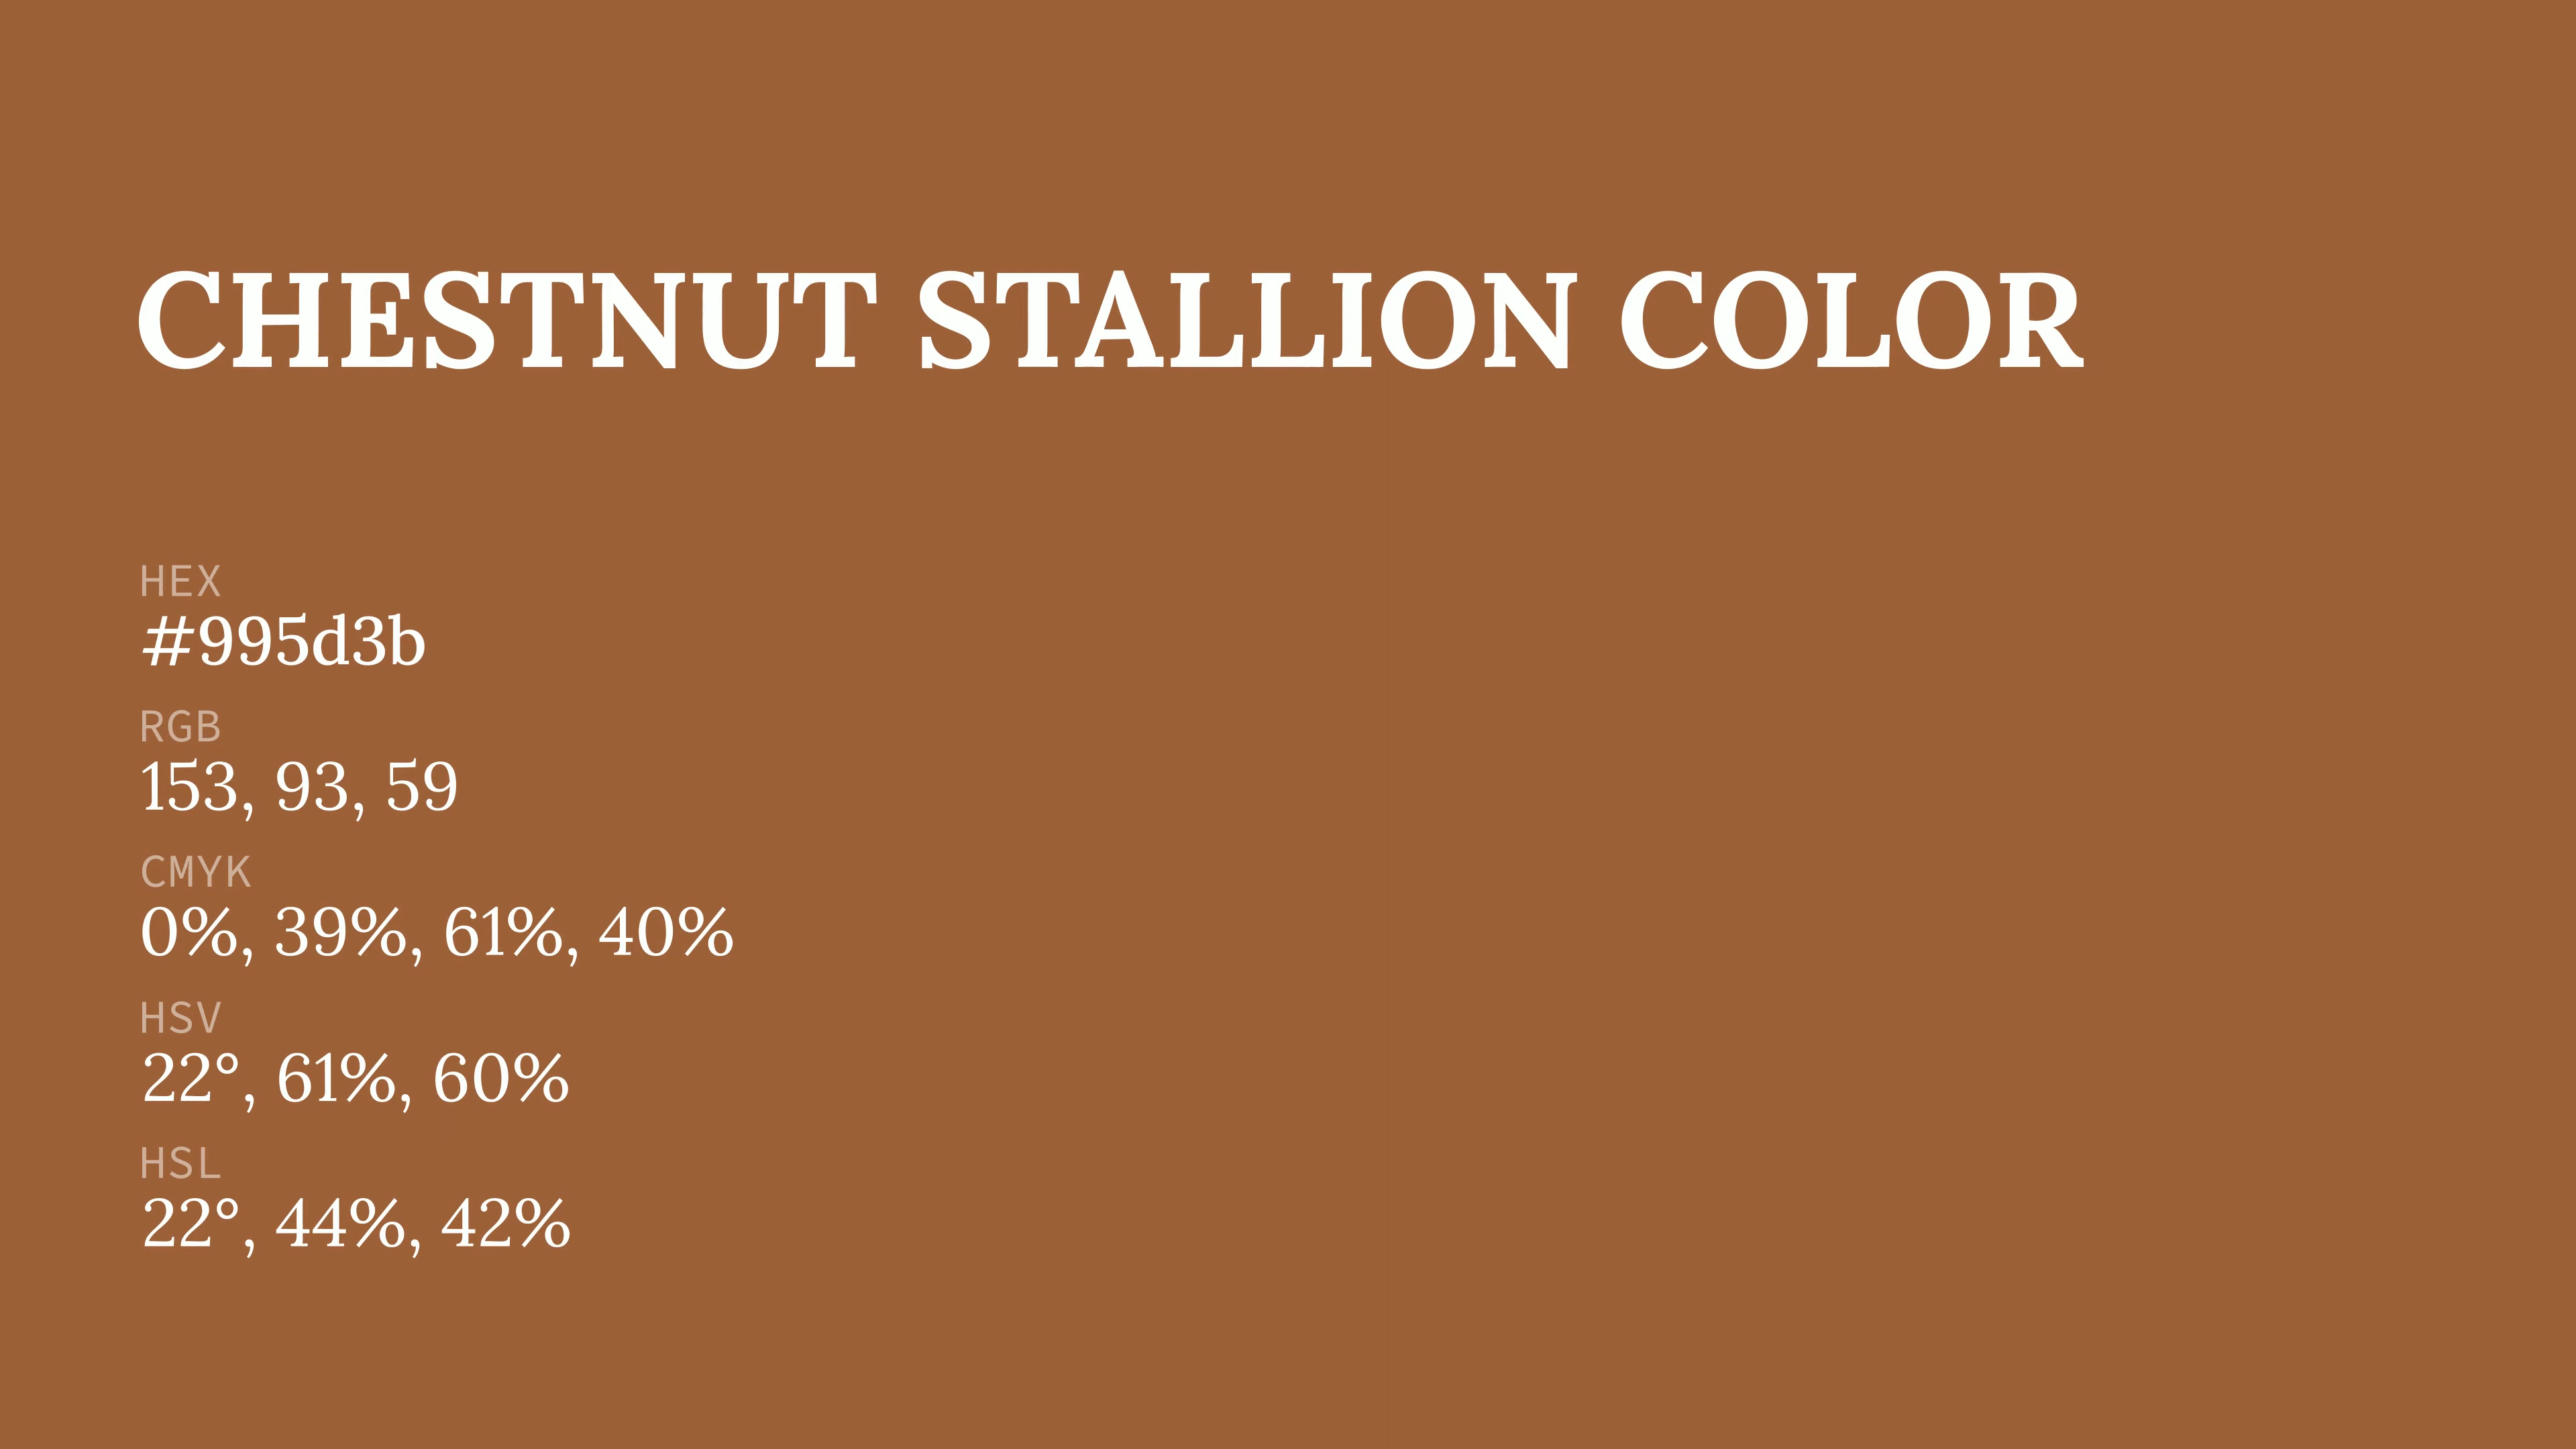 CHESTNUT STALLION COLOR
HEX
#995d3b
RGB
153, 93, 59
CMYK
0%, 39%, 61%, 40%
HSV
22°, 61%, 60%
HSL
22°, 44%, 42%